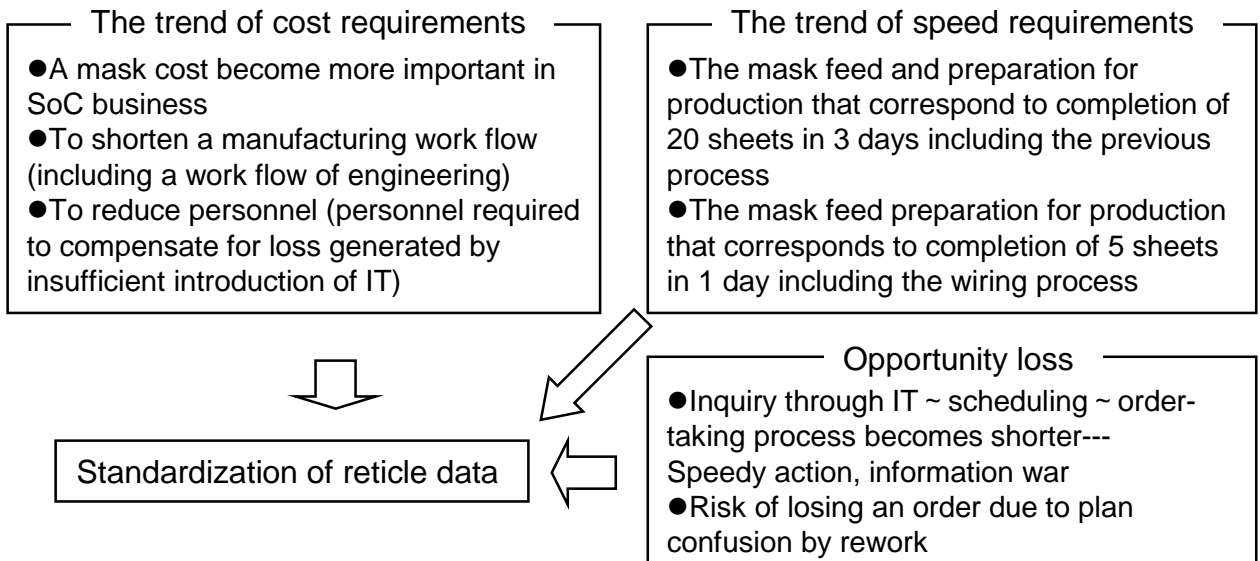 The trend of cost requirements
●A mask cost become more important in
SoC business
●To shorten a manufacturing work flow
(including a work flow of engineering)
●To reduce personnel (personnel required
to compensate for loss generated by
insufficient introduction of IT)
The trend of speed requirements
●The mask feed and preparation for
production that correspond to completion of
20 sheets in 3 days including the previous
process
●The mask feed preparation for production
that corresponds to completion of 5 sheets
in 1 day including the wiring process
Opportunity loss
●Inquiry through IT ~ scheduling ~ order-
taking process becomes shorter---
Speedy action, information war
●Risk of losing an order due to plan
confusion by rework
Standardization of reticle data